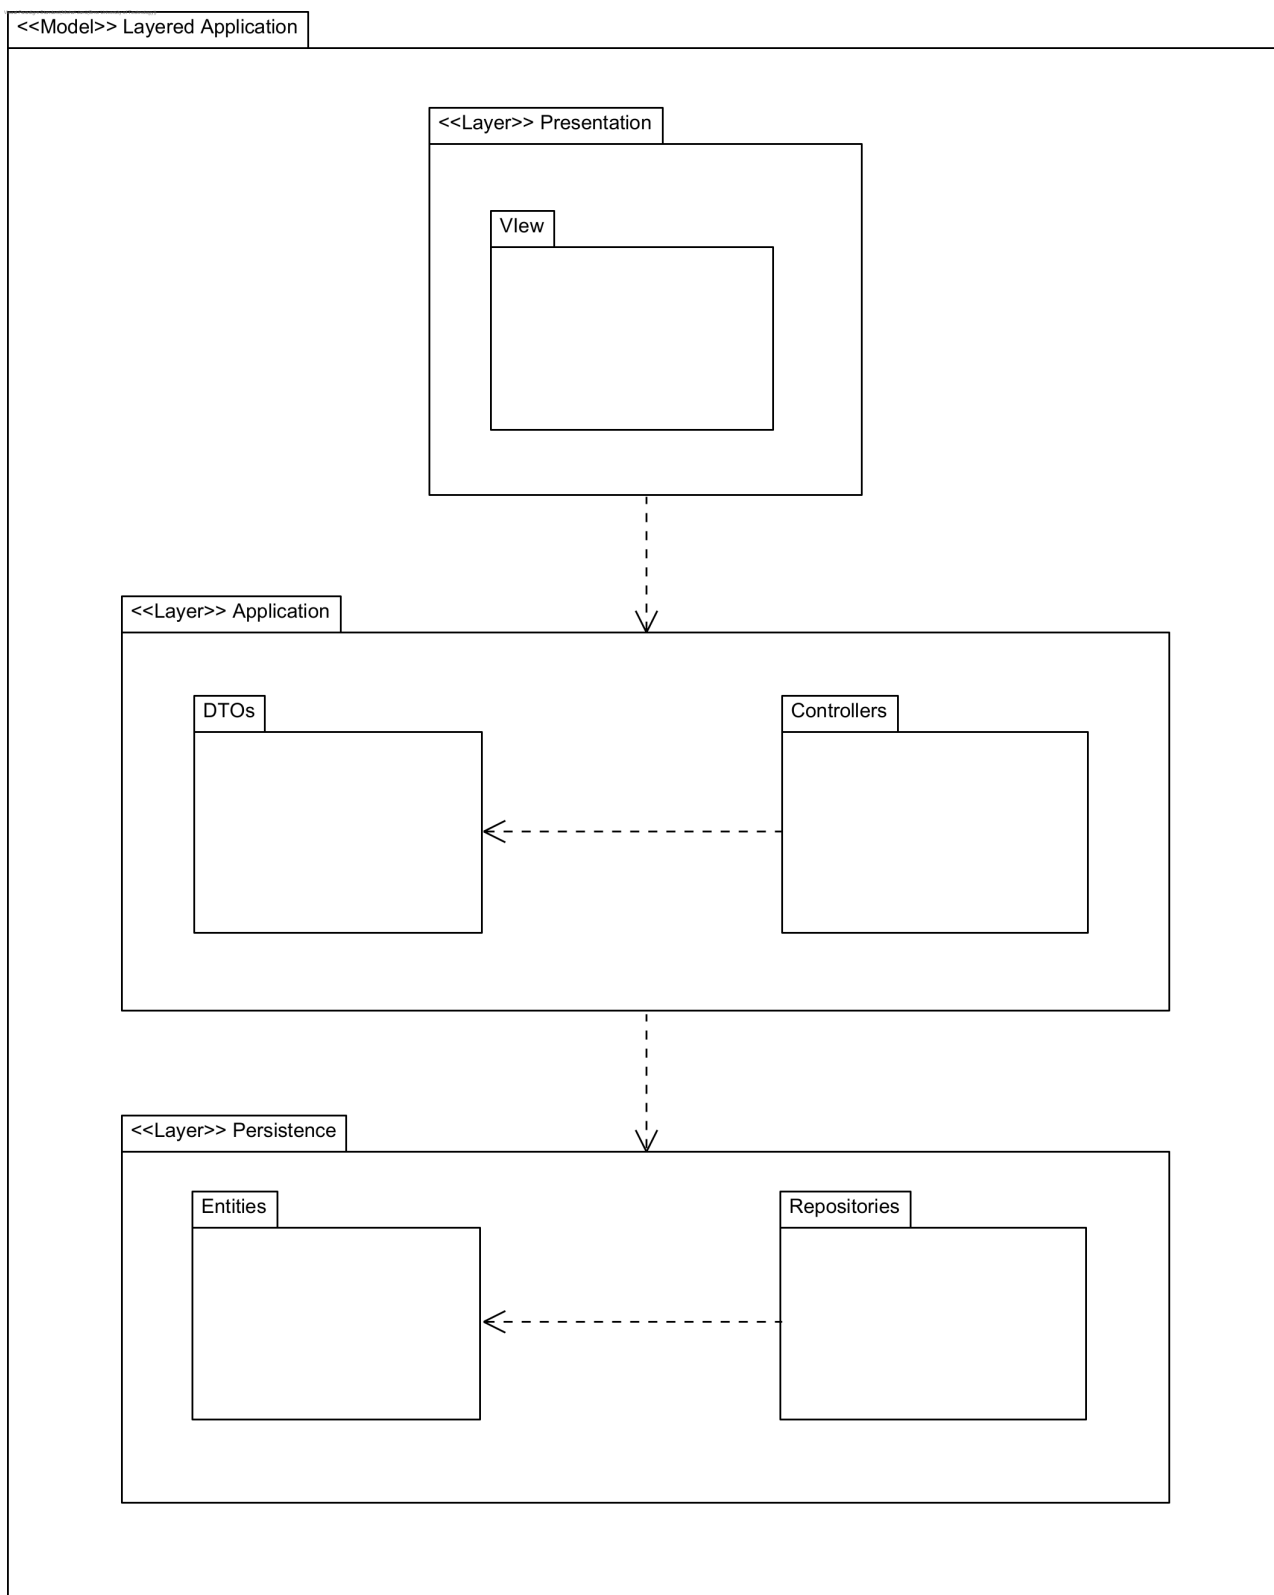 <<Model>> Layered Application
<<Layer>> Presentation
VIew
<<Layer>> Application
DTOs
Controllers
<<Layer>> Persistence
Entities
Repositories